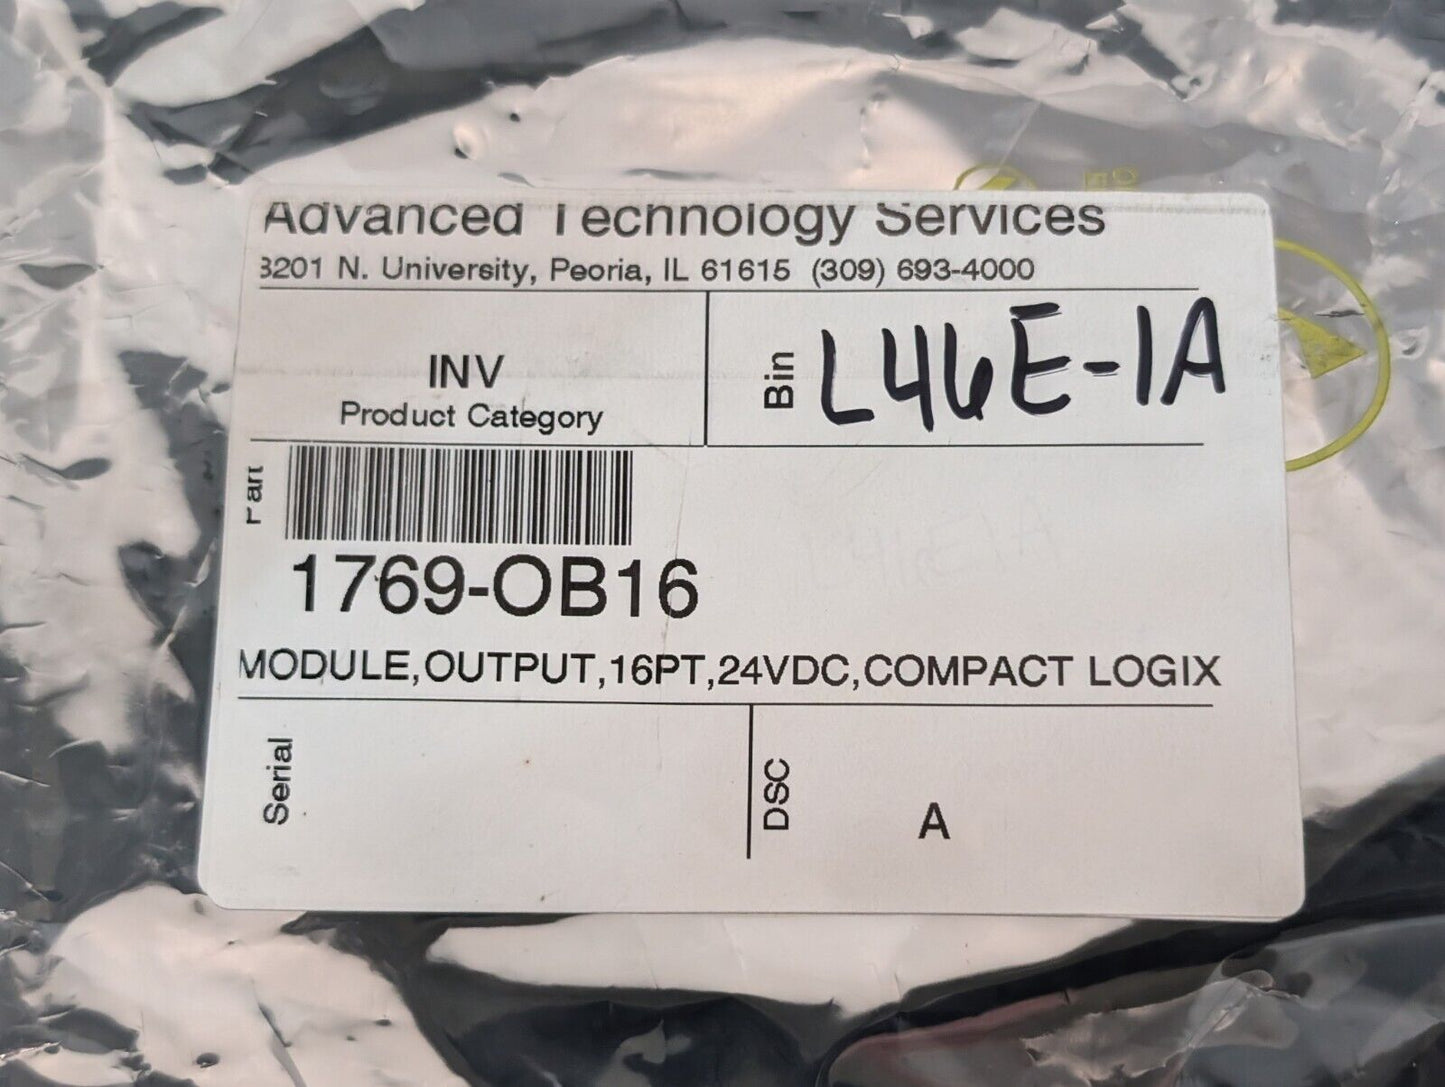 Advanced Technology Services
3201 N. University, Peoria, IL 61615 (309) 693-4000
INV
Product Category
Bin L46E-1A
Part
1769-OB16
MODULE,OUTPUT,16PT,24VDC,COMPACT LOGIX
Serial
DSC A